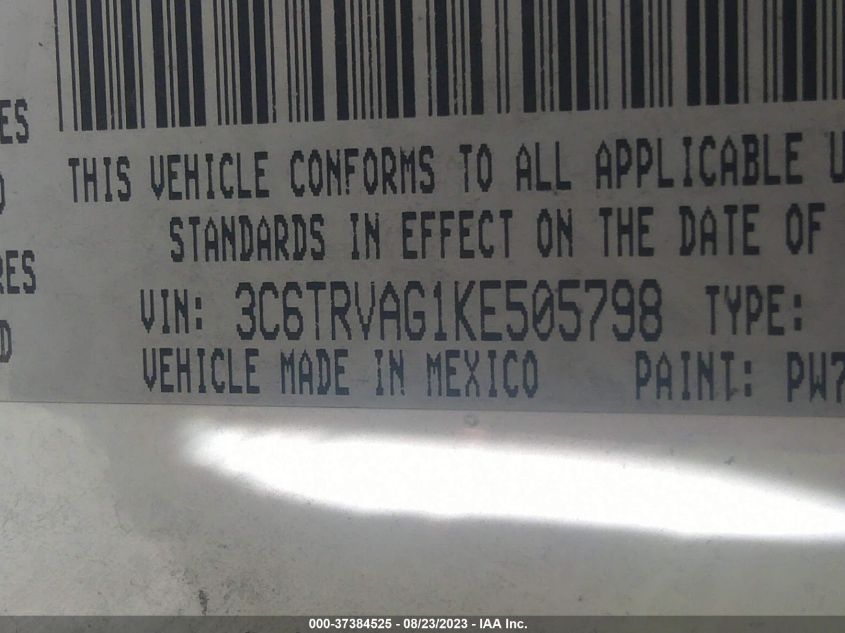 ES
THIS VEHICLE CONFORMS TO ALL APPLICABLE U
STANDARDS IN EFFECT ON THE DATE OF
RES
VIN: 3C6TRVAG1KE505798 TYPE:
D
VEHICLE MADE IN MEXICO PAINT: PW7
000-37384525 - 08/23/2023 - IAA Inc.